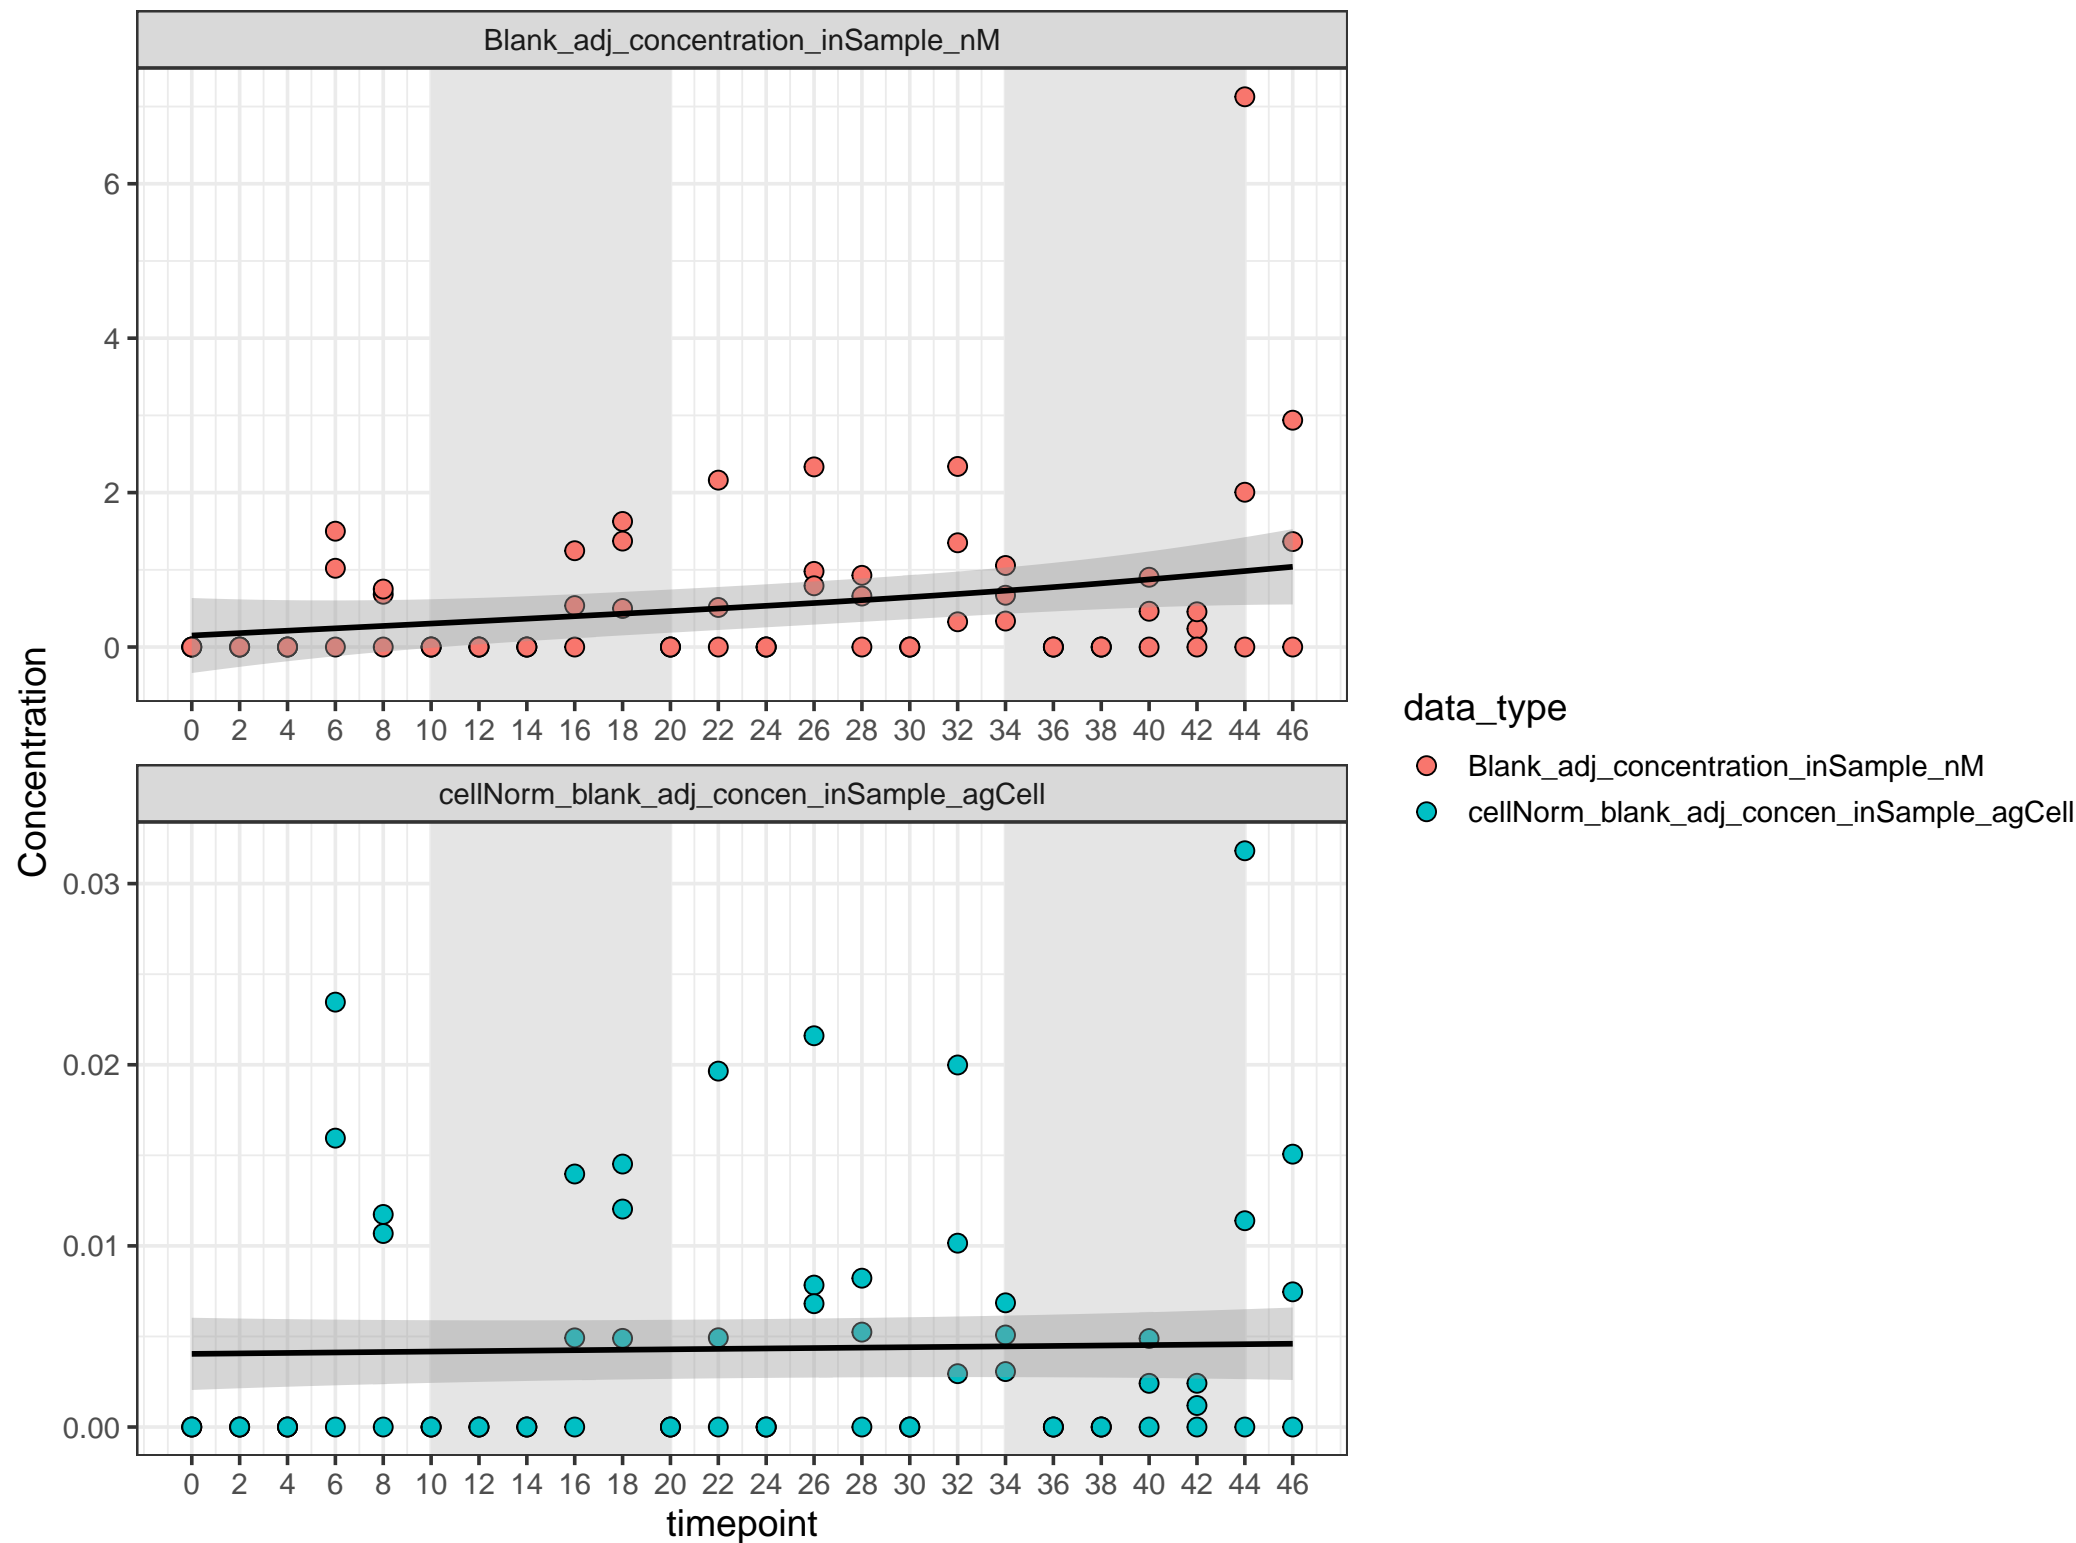 Blank_adj_concentration_inSample_nM
6
4
2
0
0 2 4 6 8 10 12 14 16 18 20 22 24 26 28 30 32 34 36 38 40 42 44 46
Concentration
cellNorm_blank_adj_concen_inSample_agCell
0.03
0.02
0.01
0.00
0 2 4 6 8 10 12 14 16 18 20 22 24 26 28 30 32 34 36 38 40 42 44 46
timepoint
data_type
Blank_adj_concentration_inSample_nM
cellNorm_blank_adj_concen_inSample_agCell